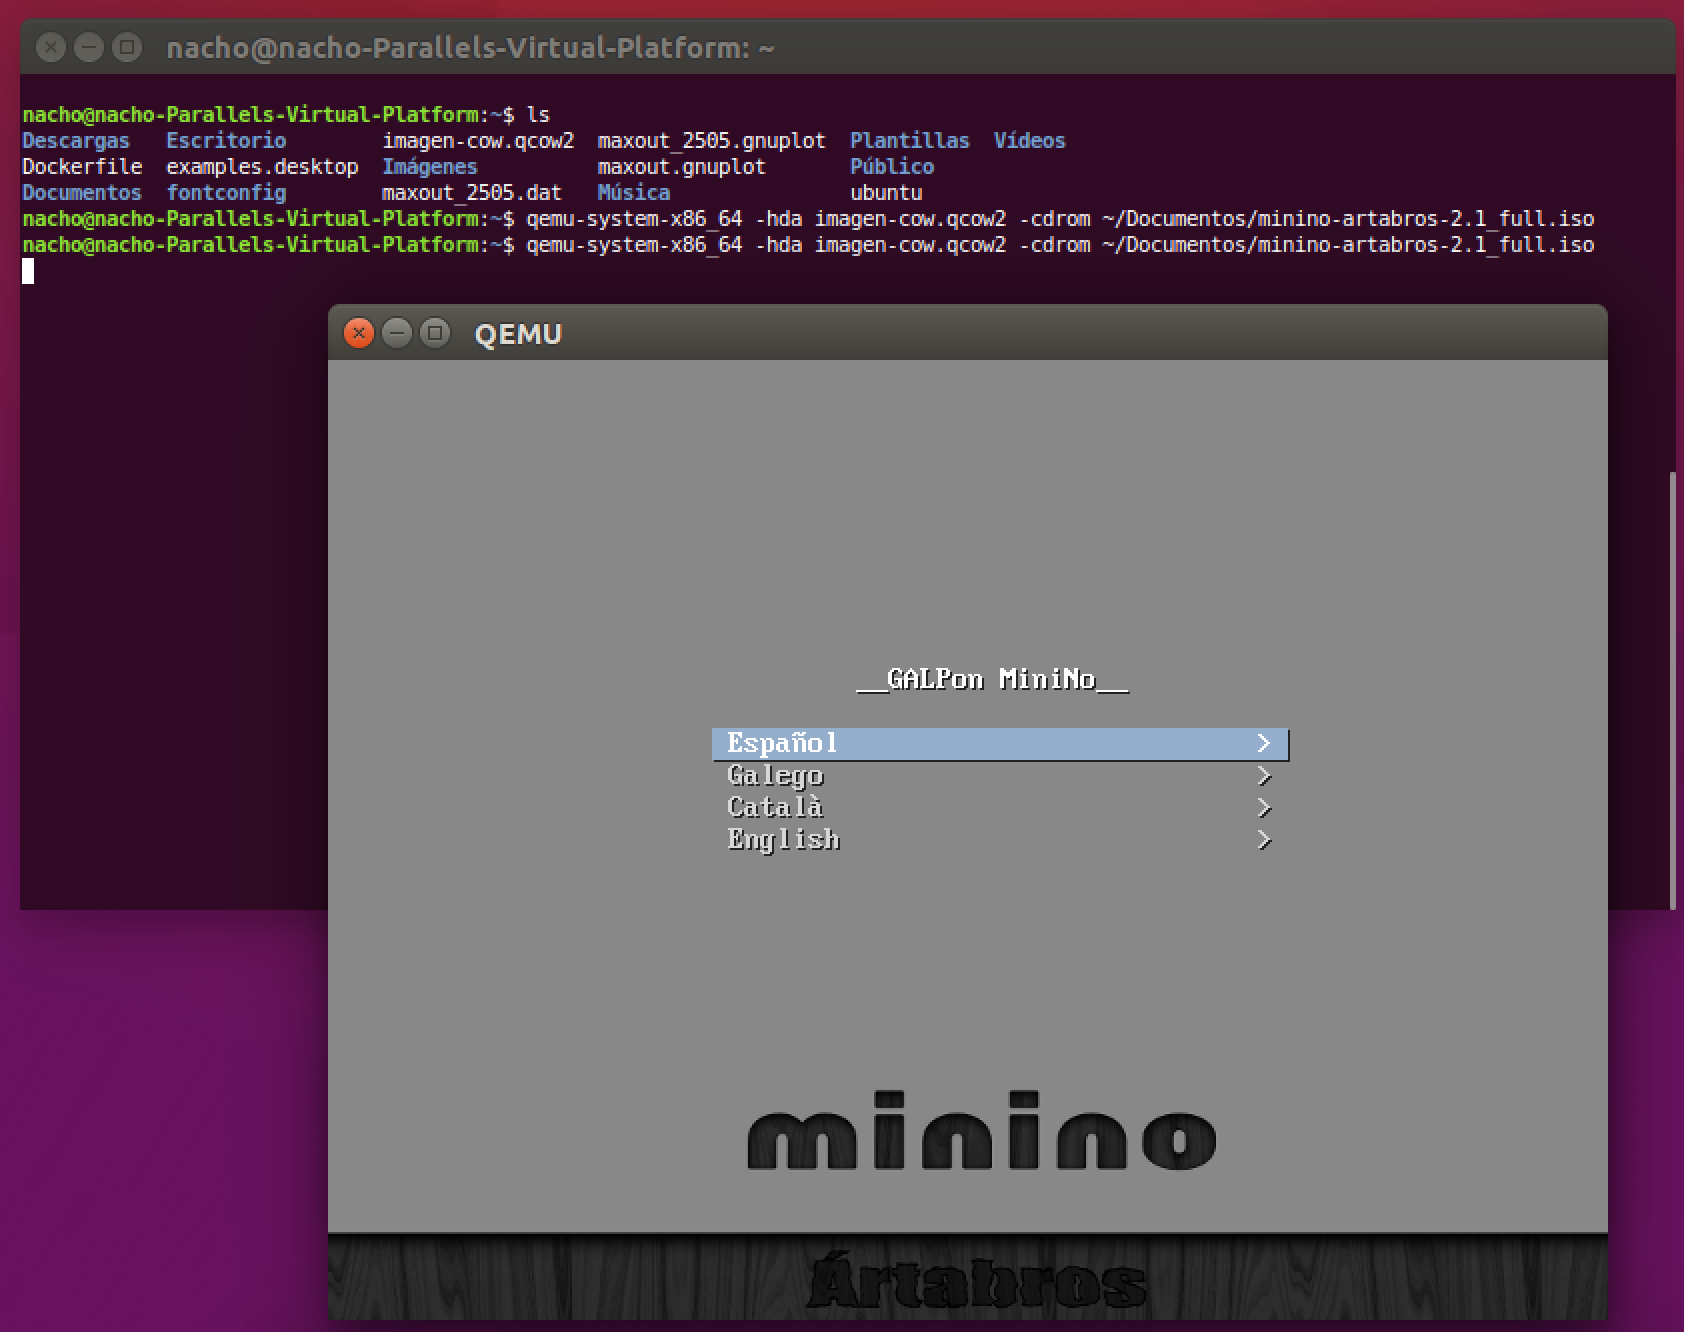 nacho@nacho-Parallels-Virtual-Platform: ~
nacho@nacho-Parallels-Virtual-Platform:~$ ls
Descargas Escritorio imagen-cow.qcow2 maxout_2505.gnuplot Plantillas Vídeos
Dockerfile examples.desktop Imágenes maxout.gnuplot Público
Documentos fontconfig maxout_2505.dat Música ubuntu
nacho@nacho-Parallels-Virtual-Platform:~$ qemu-system-x86_64 -hda imagen-cow.qcow2 -cdrom ~/Documentos/minino-artabros-2.1_full.iso
nacho@nacho-Parallels-Virtual-Platform:~$ qemu-system-x86_64 -hda imagen-cow.qcow2 -cdrom ~/Documentos/minino-artabros-2.1_full.iso
QEMU
__GALPon MiniNo__
Español >
Galego >
Català >
English >
minino
Ártabros